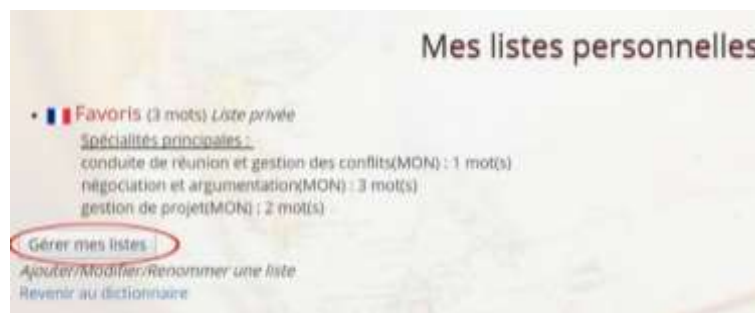 Mes listes personnelles
• Favoris (3 mots) Liste privée
Spécialités principales :
conduite de réunion et gestion des conflits(MON) : 1 mot(s)
négociation et argumentation(MON) : 3 mot(s)
gestion de projet(MON) : 2 mot(s)
Gérer mes listes
Ajouter/Modifier/Renommer une liste
Revenir au dictionnaire